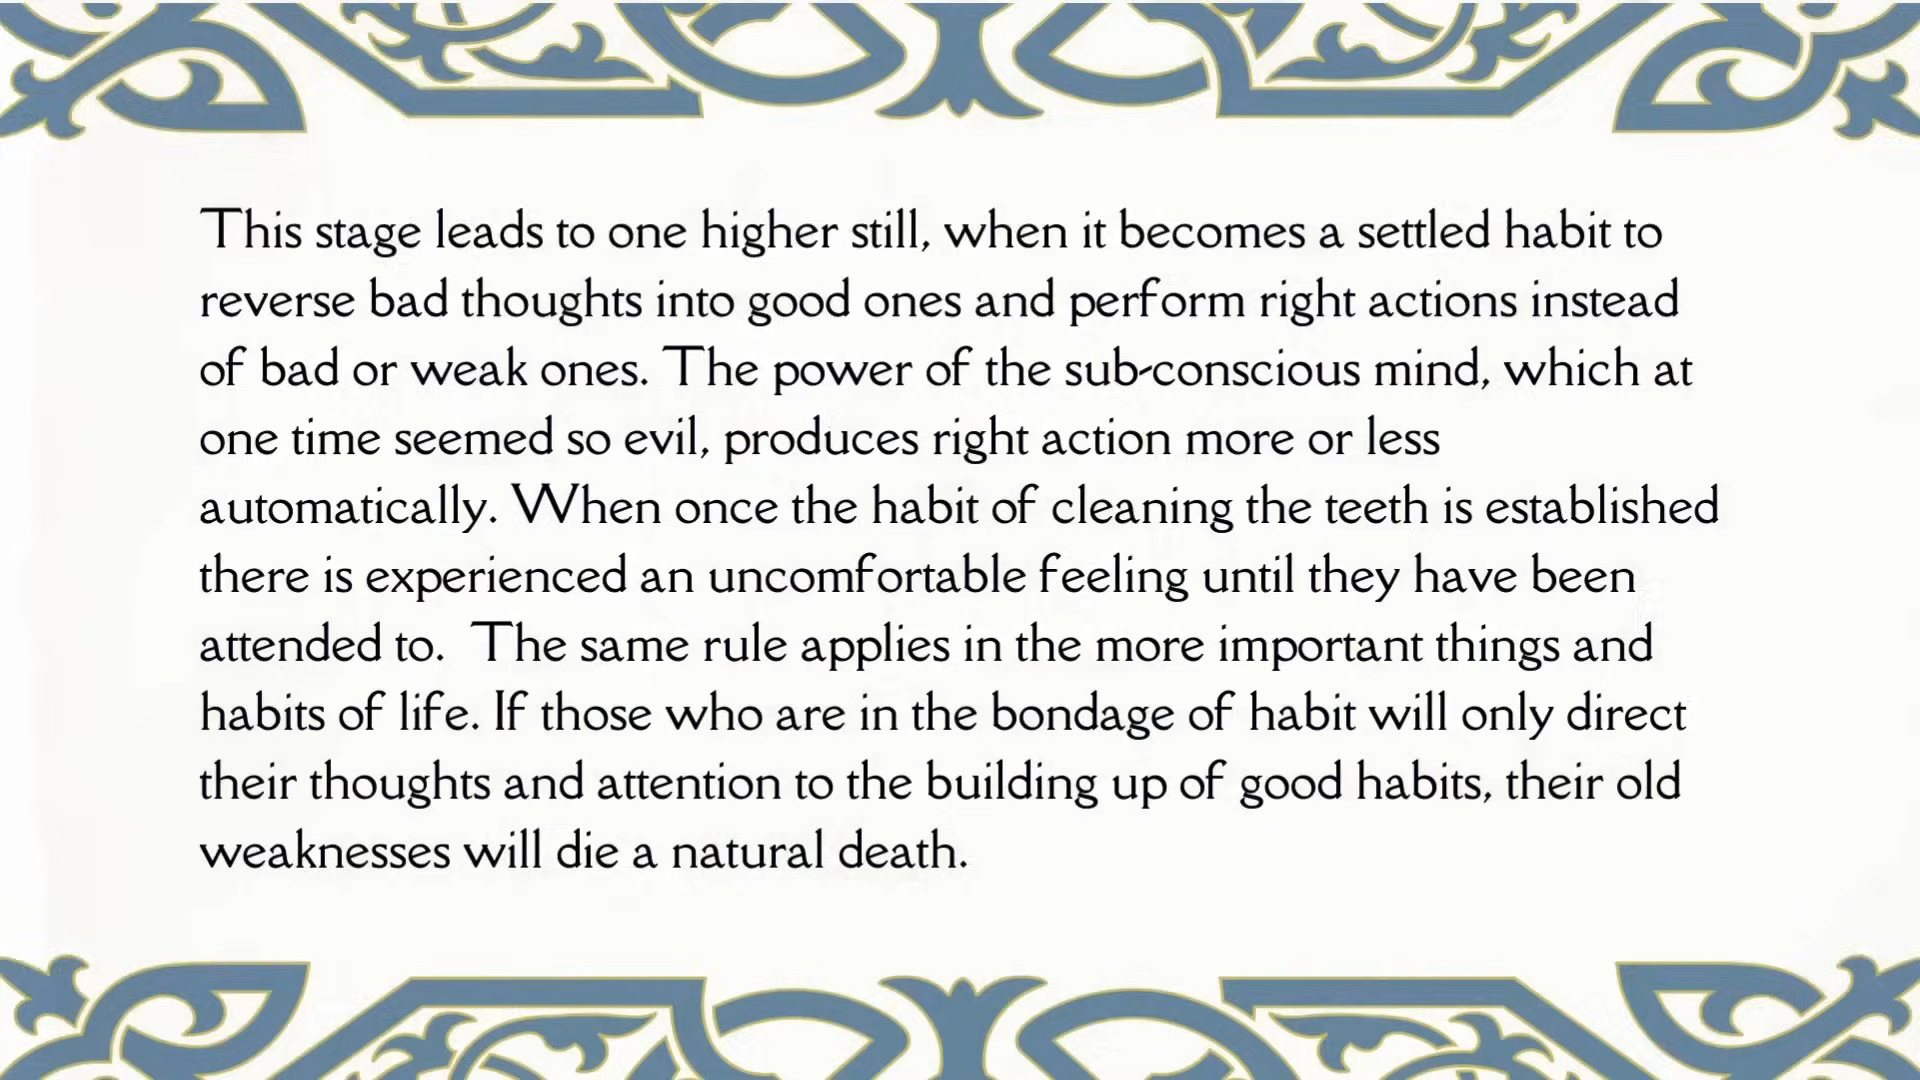 This stage leads to one higher still, when it becomes a settled habit to
reverse bad thoughts into good ones and perform right actions instead
of bad or weak ones. The power of the sub-conscious mind, which at
one time seemed so evil, produces right action more or less
automatically. When once the habit of cleaning the teeth is established
there is experienced an uncomfortable feeling until they have been
attended to.  The same rule applies in the more important things and
habits of life. If those who are in the bondage of habit will only direct
their thoughts and attention to the building up of good habits, their old
weaknesses will die a natural death.